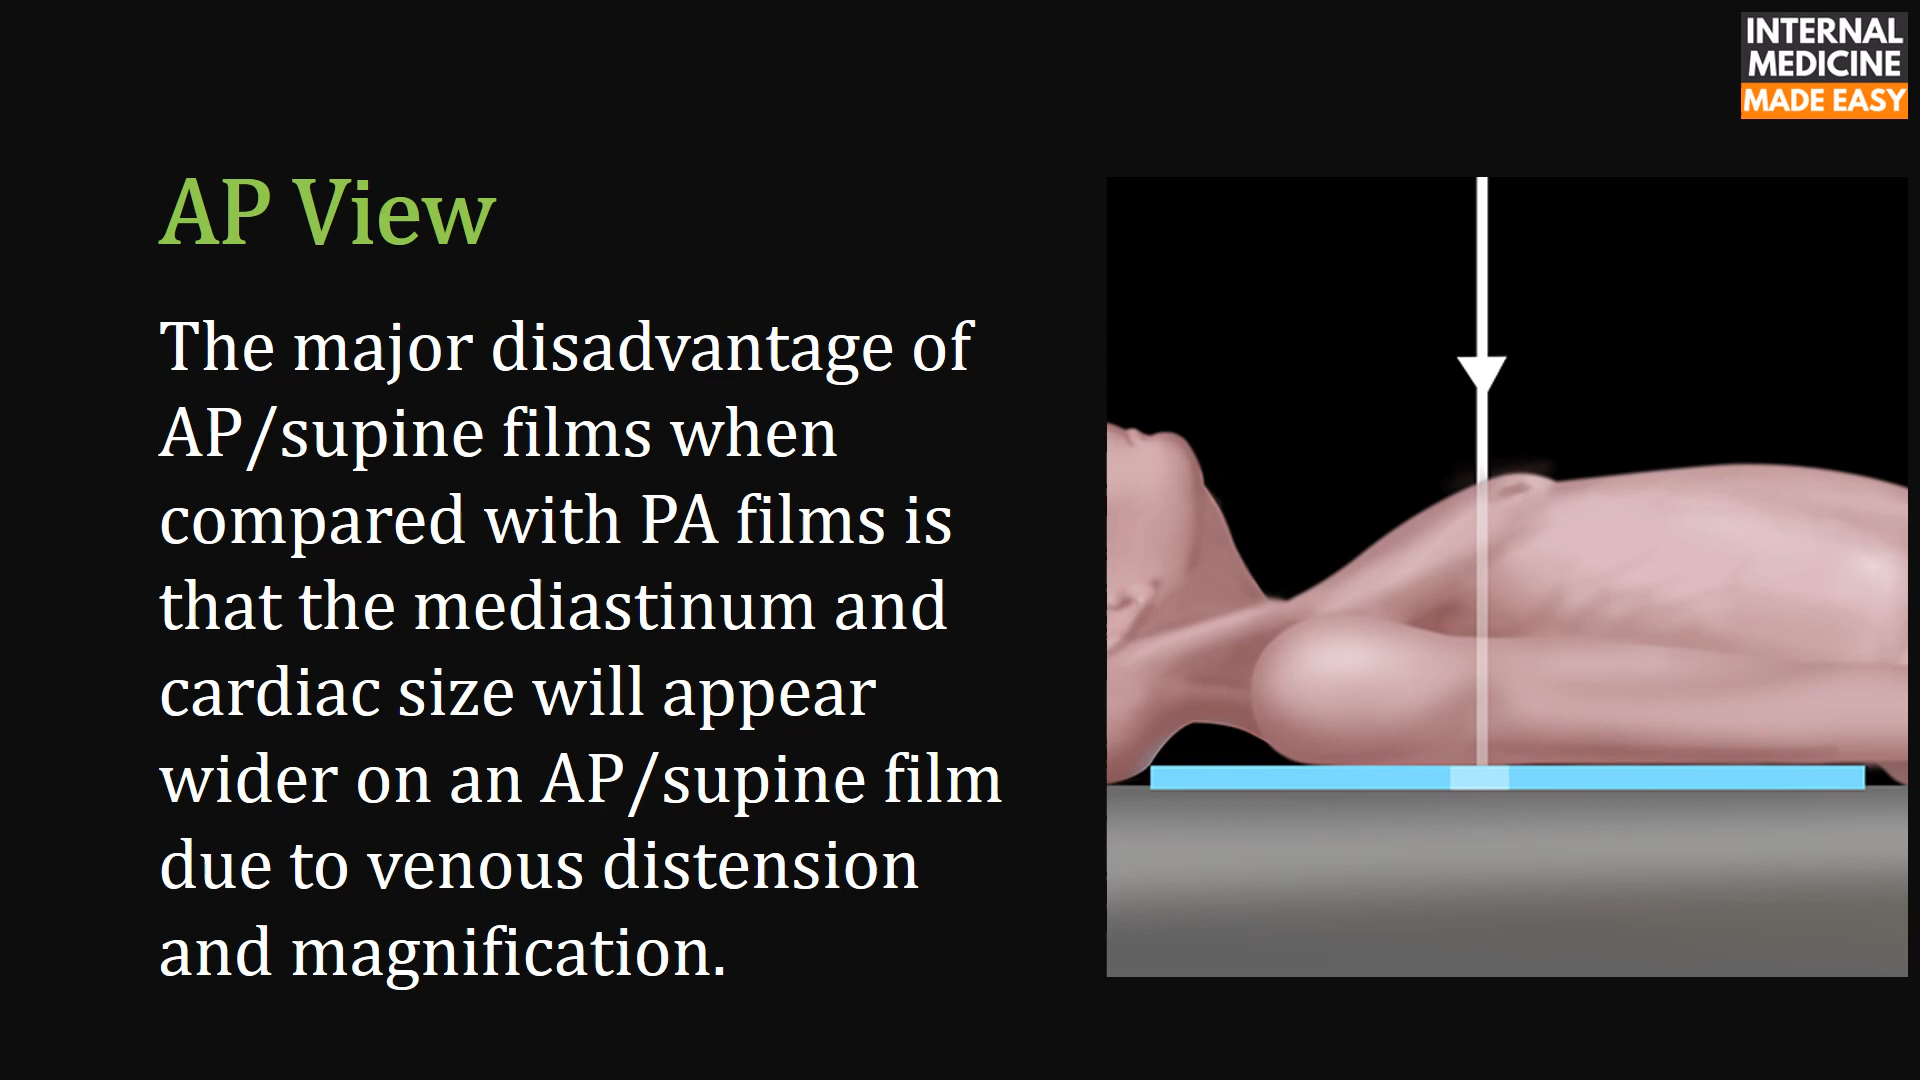 INTERNAL
MEDICINE
MADE EASY
AP View
The major disadvantage of
AP/supine films when
compared with PA films is
that the mediastinum and
cardiac size will appear
wider on an AP/supine film
due to venous distension
and magnification.